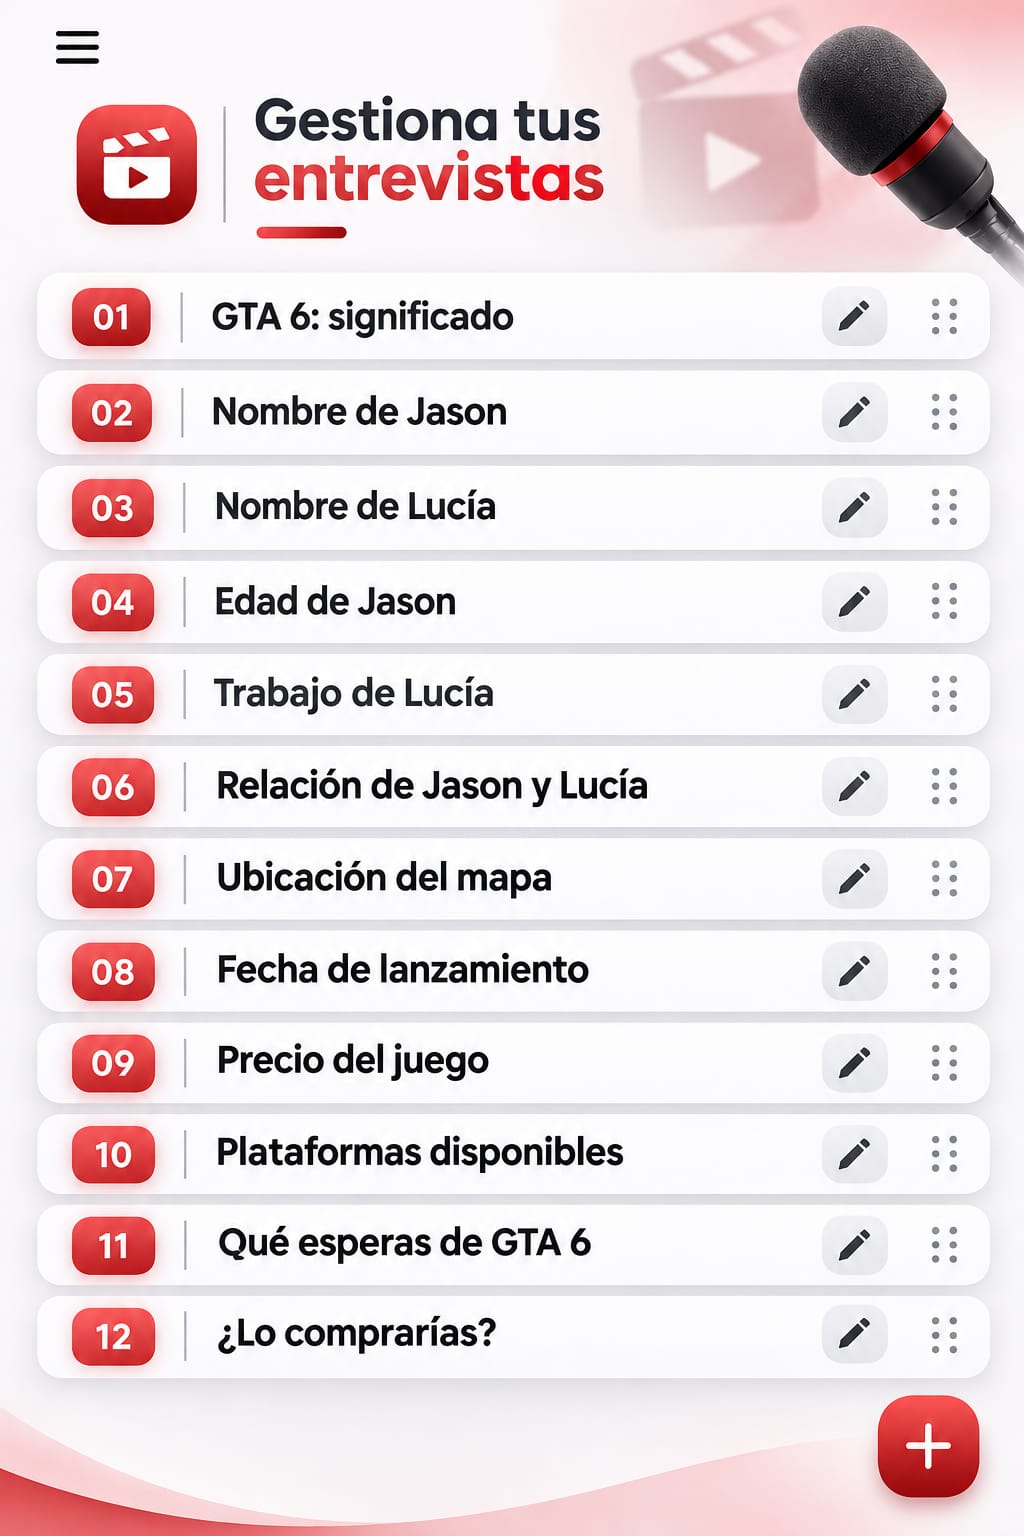 Gestiona tus
entrevistas
01 GTA 6: significado
02 Nombre de Jason
03 Nombre de Lucía
04 Edad de Jason
05 Trabajo de Lucía
06 Relación de Jason y Lucía
07 Ubicación del mapa
08 Fecha de lanzamiento
09 Precio del juego
10 Plataformas disponibles
11 Qué esperas de GTA 6
12 ¿Lo comprarías?